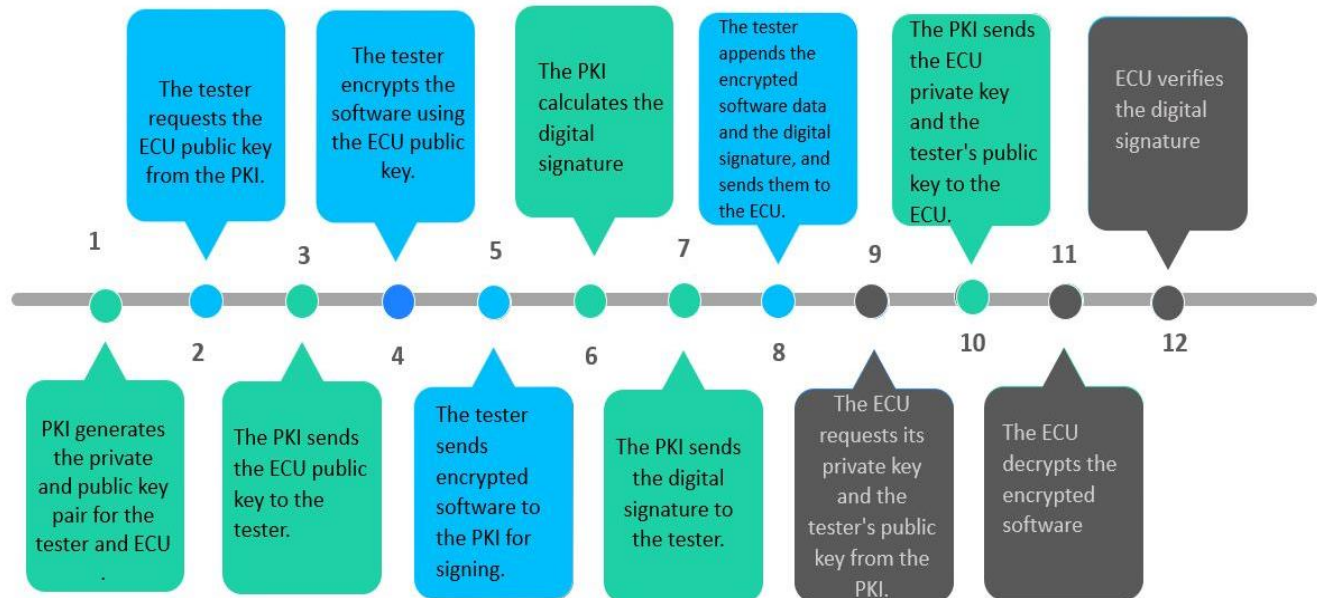 The tester
requests the
ECU public key
from the PKI.
The tester
encrypts the
software using
the ECU public
key.
The PKI
calculates the
digital
signature
The tester
appends the
encrypted
software data
and the digital
signature, and
sends them to
the ECU.
The PKI sends
the ECU
private key
and the
tester's public
key to the
ECU.
ECU verifies
the digital
signature
1
3
5
7
9
11
2
4
6
8
10
12
PKI generates
the private
and public key
pair for the
tester and ECU
.
The PKI sends
the ECU public
key to the
tester.
The tester
sends
encrypted
software to
the PKI for
signing.
The PKI sends
the digital
signature to
the tester.
The ECU
requests its
private key
and the
tester's public
key from the
PKI.
The ECU
decrypts the
encrypted
software